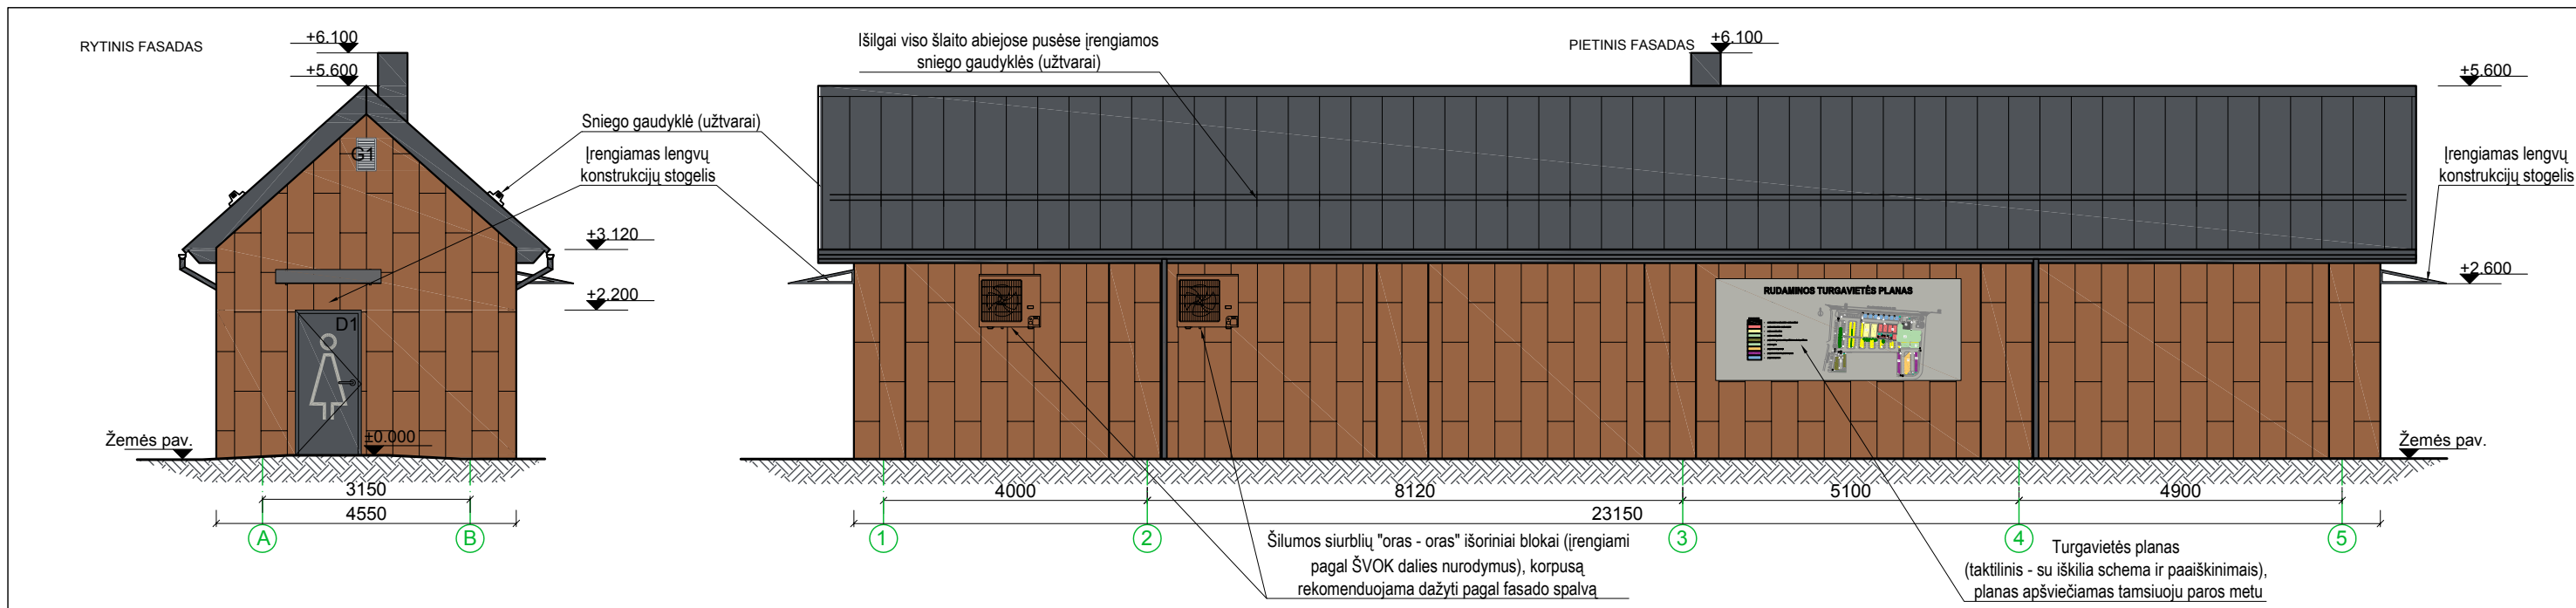 RYTINIS FASADAS
+6.100
+5.600
Sniego gaudyklė (užtvarai)
Įrengiamas lengvų
konstrukcijų stogelis
G1
+3.120
+2.200
D1
±0.000
Žemės pav.
3150
4550
A
B
Išilgai viso šlaito abiejose pusėse įrengiamos
sniego gaudyklės (užtvarai)
PIETINIS FASADAS
+6.100
+5.600
Įrengiamas lengvų
konstrukcijų stogelis
+2.600
RUDAMINOS TURGAVIETĖS PLANAS
Žemės pav.
4000
8120
5100
4900
23150
1
2
3
4
5
Šilumos siurblių "oras - oras" išoriniai blokai (įrengiami
pagal ŠVOK dalies nurodymus), korpusą
rekomenduojama dažyti pagal fasado spalvą
Turgavietės planas
(taktilinis - su iškilia schema ir paaiškinimais),
planas apšviečiamas tamsiuoju paros metu